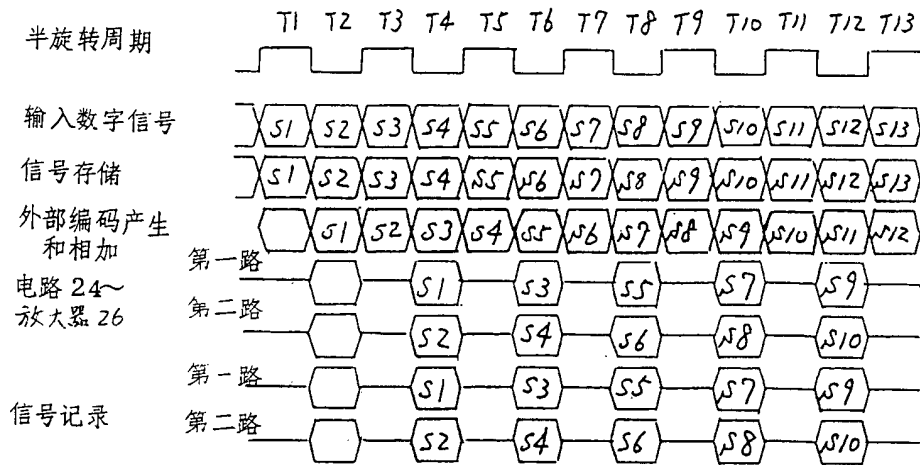 T1 T2 T3 T4 T5 T6 T7 T8 T9 T10 T11 T12 T13
半旋转周期
输入数字信号 S1 S2 S3 S4 S5 S6 S7 S8 S9 S10 S11 S12 S13
信号存储 S1 S2 S3 S4 S5 S6 S7 S8 S9 S10 S11 S12 S13
外部编码产生
和相加 S1 S2 S3 S4 S5 S6 S7 S8 S9 S10 S11 S12
第一路 S1 S3 S5 S7 S9
电路24~
放大器26
第二路 S2 S4 S6 S8 S10
第一路 S1 S3 S5 S7 S9
信号记录
第二路 S2 S4 S6 S8 S10